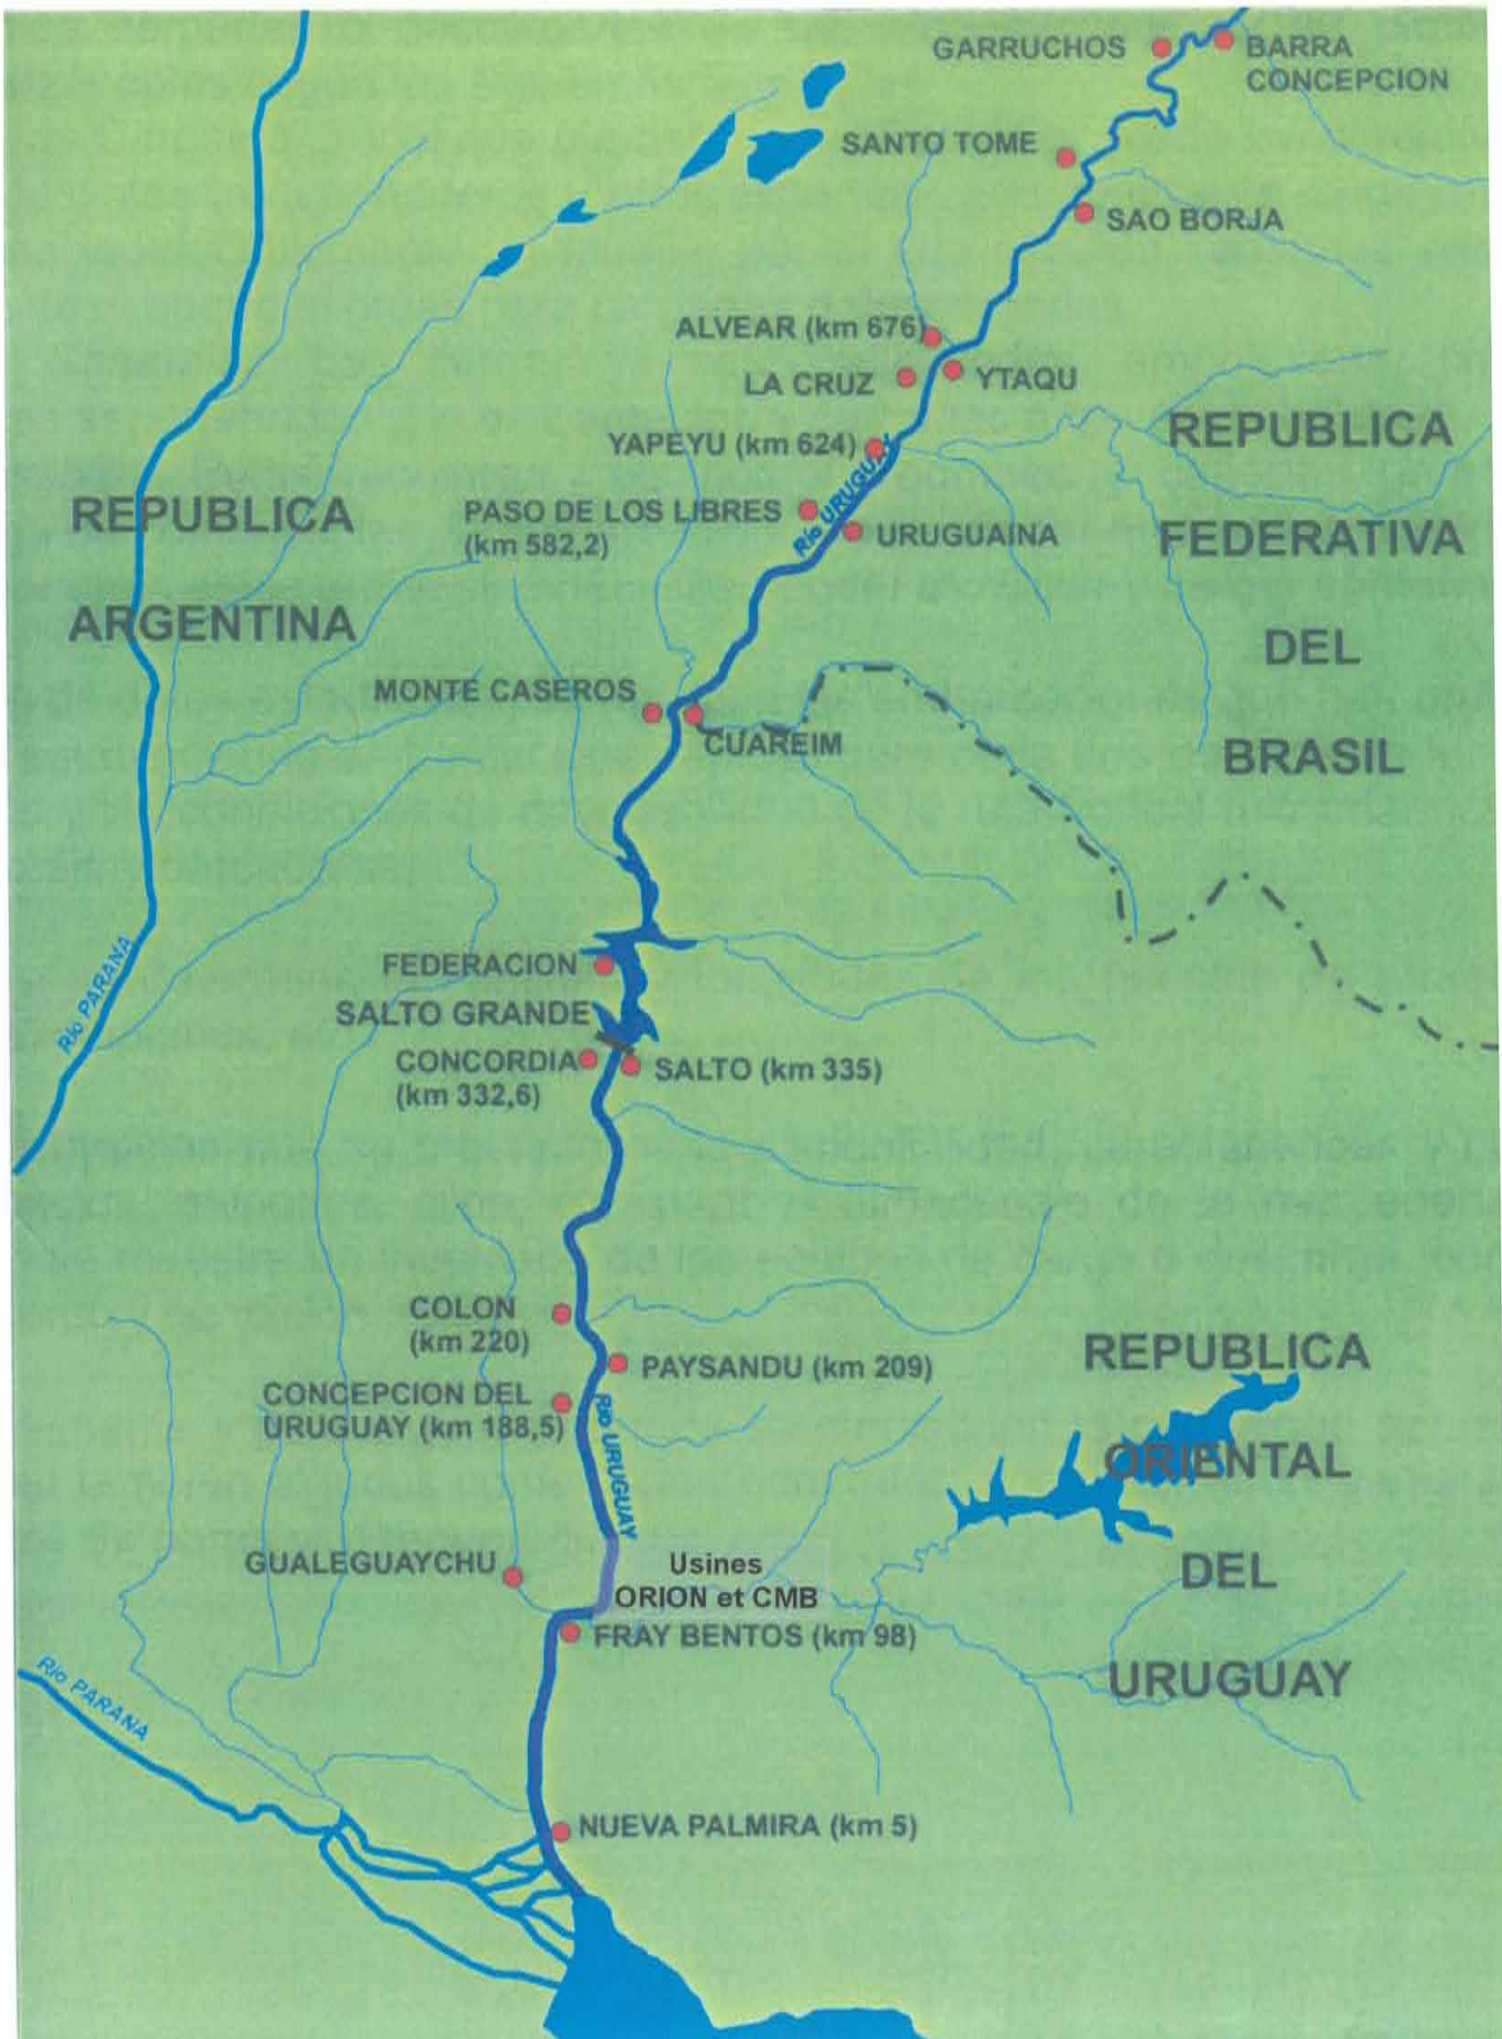 GARRUCHOS
BARRA
CONCEPCION
SANTO TOME
SAO BORJA
ALVEAR (km 676)
LA CRUZ
YTAQU
YAPEYU (km 624)
Río URUGUAY
REPUBLICA
FEDERATIVA
DEL
BRASIL
REPUBLICA
ARGENTINA
PASO DE LOS LIBRES
(km 582,2)
URUGUAINA
MONTE CASEROS
CUAREIM
Río PARANA
FEDERACION
SALTO GRANDE
CONCORDIA
(km 332,6)
SALTO (km 335)
COLON
(km 220)
PAYSANDU (km 209)
CONCEPCION DEL
URUGUAY (km 188,5)
Río URUGUAY
REPUBLICA
ORIENTAL
DEL
URUGUAY
GUALEGUAYCHU
Usines
ORION et CMB
FRAY BENTOS (km 98)
Río PARANA
NUEVA PALMIRA (km 5)